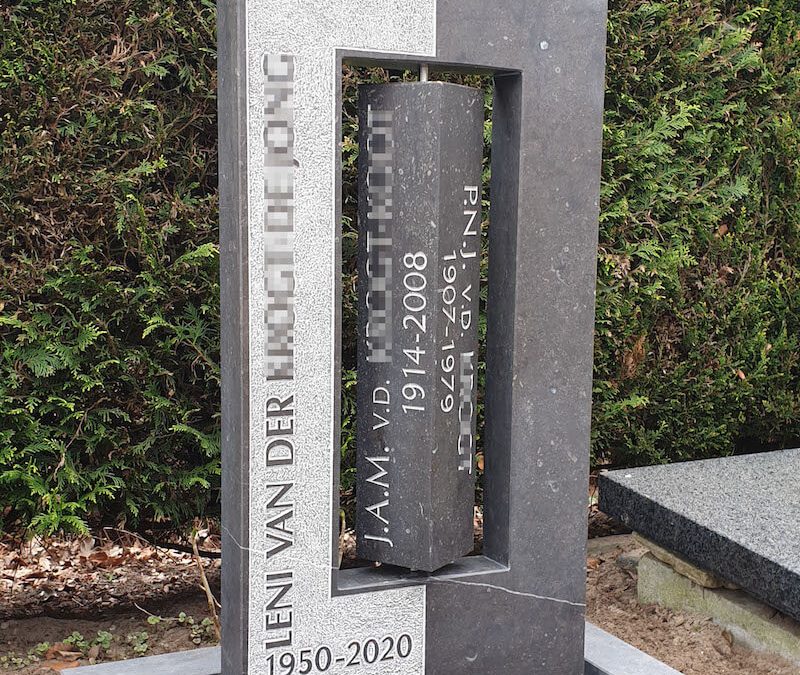 LENI VAN DER
1950-2020
J.A.M. V.D.
1914-2008
P.N.J. V.D.
1907-1979